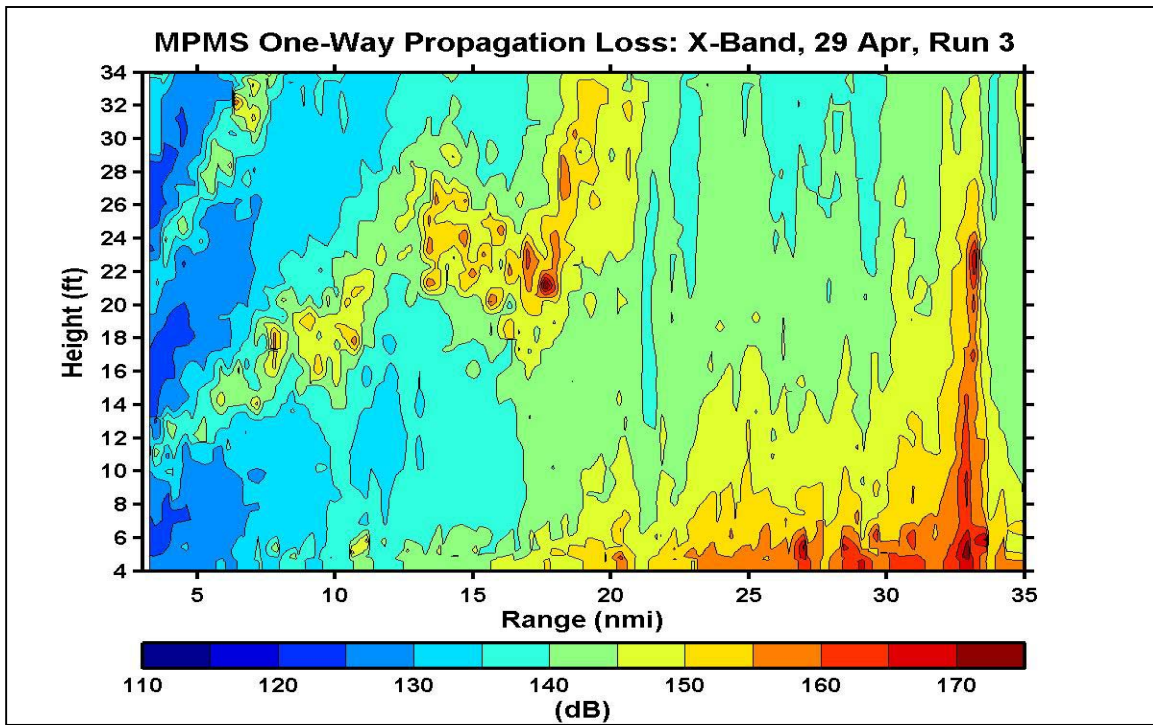 MPMS One-Way Propagation Loss: X-Band, 29 Apr, Run 3
34
32
30
28
26
24
22
20
18
16
14
12
10
8
6
4
Height (ft)
5 10 15 20 25 30 35
Range (nmi)
110 120 130 140 150 160 170
(dB)